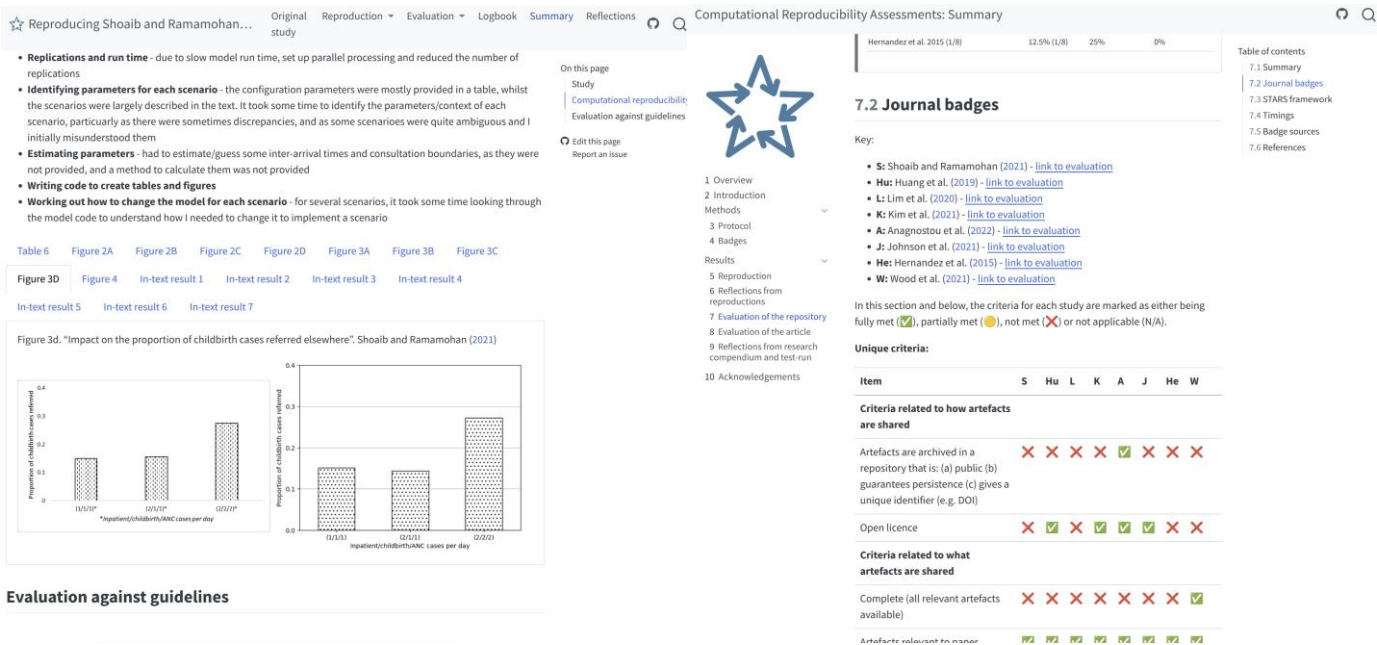 Reproducing Shoaib and Ramamohan...
Original study
Reproduction
Evaluation
Logbook
Summary
Reflections
• Replications and run time - due to slow model run time, set up parallel processing and reduced the number of
replications
• Identifying parameters for each scenario - the configuration parameters were mostly provided in a table, whilst
the scenarios were largely described in the text. It took some time to identify the parameters/context of each
scenario, particuarly as there were sometimes discrepancies, and as some scenarioes were quite ambiguous and I
initially misunderstood them
• Estimating parameters - had to estimate/guess some inter-arrival times and consultation boundaries, as they were
not provided, and a method to calculate them was not provided
• Writing code to create tables and figures
• Working out how to change the model for each scenario - for several scenarios, it took some time looking through
the model code to understand how I needed to change it to implement a scenario
On this page
Study
Computational reproducibility
Evaluation against guidelines
Edit this page
Report an issue
Table 6 Figure 2A Figure 2B Figure 2C Figure 2D Figure 3A Figure 3B Figure 3C
Figure 3D Figure 4 In-text result 1 In-text result 2 In-text result 3 In-text result 4
In-text result 5 In-text result 6 In-text result 7
Figure 3d. “Impact on the proportion of childbirth cases referred elsewhere”. Shoaib and Ramamohan (2021)
Proportion of childbirth cases referred
0.4
0.3
0.2
0.1
0
(1/1/1)* (2/1/1)* (2/2/2)*
*Inpatient/childbirth/ANC cases per day
Proportion of childbirth cases referred
0.4
0.3
0.2
0.1
0.0
(1/1/1) (2/1/1) (2/2/2)
Inpatient/childbirth/ANC cases per day
Evaluation against guidelines
Computational Reproducibility Assessments: Summary
1 Overview
2 Introduction
Methods
3 Protocol
4 Badges
Results
5 Reproduction
6 Reflections from
reproductions
7 Evaluation of the repository
8 Evaluation of the article
9 Reflections from research
compendium and test-run
10 Acknowledgements
Hernandez et al. 2015 (1/8) 12.5% (1/8) 25% 0%
7.2 Journal badges
Key:
• S: Shoaib and Ramamohan (2021) - link to evaluation
• Hu: Huang et al. (2019) - link to evaluation
• L: Lim et al. (2020) - link to evaluation
• K: Kim et al. (2021) - link to evaluation
• A: Anagnostou et al. (2022) - link to evaluation
• J: Johnson et al. (2021) - link to evaluation
• He: Hernandez et al. (2015) - link to evaluation
• W: Wood et al. (2021) - link to evaluation
In this section and below, the criteria for each study are marked as either being
fully met (✅), partially met (🟡), not met (❌) or not applicable (N/A).
Unique criteria:
Item S Hu L K A J He W
Criteria related to how artefacts
are shared
Artefacts are archived in a ❌ ❌ ❌ ❌ ✅ ❌ ❌ ❌
repository that is: (a) public (b)
guarantees persistence (c) gives a
unique identifier (e.g. DOI)
Open licence ❌ ✅ ❌ ✅ ✅ ✅ ❌ ❌
Criteria related to what
artefacts are shared
Complete (all relevant artefacts ❌ ❌ ❌ ❌ ❌ ❌ ❌ ✅
available)
Artefacts relevant to paper ✅ ✅ ✅ ✅ ✅ ✅ ✅ ✅
Table of contents
7.1 Summary
7.2 Journal badges
7.3 STARS framework
7.4 Timings
7.5 Badge sources
7.6 References